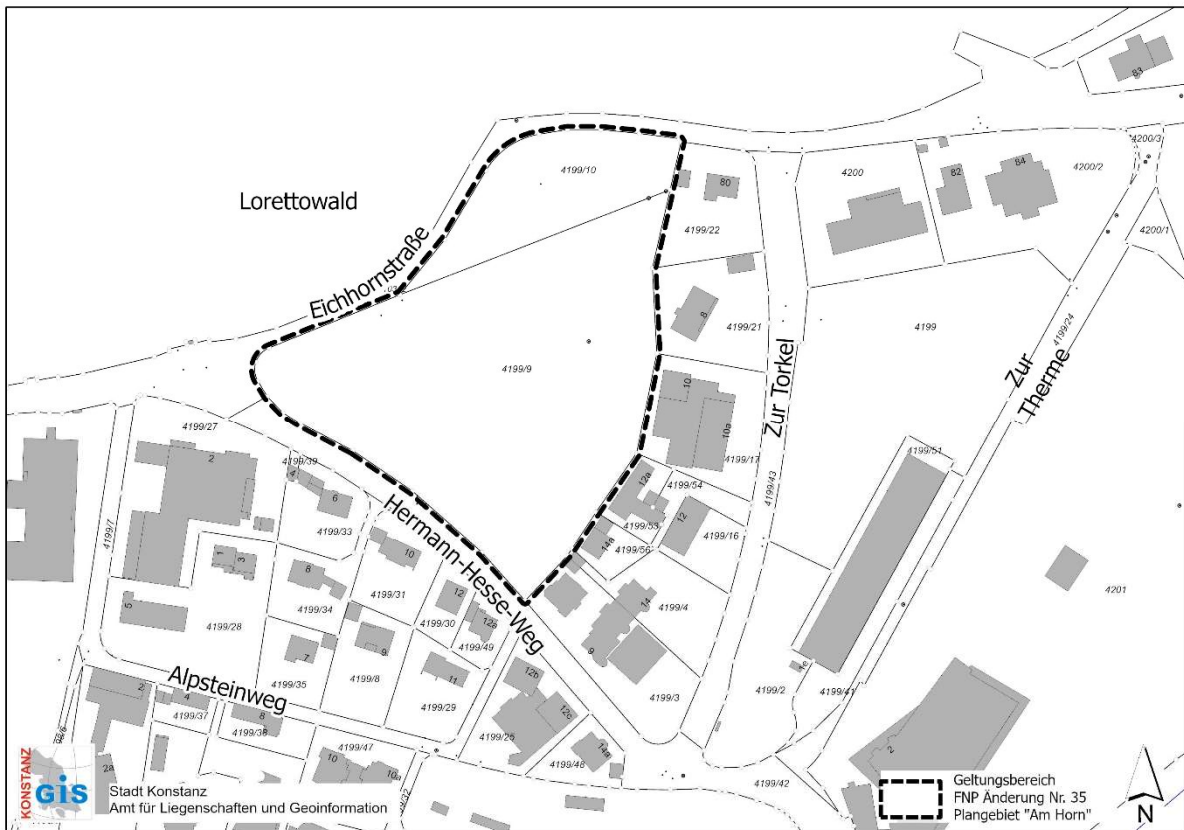 83
4200/3
4199/10
80
4200
82
84
4200/2
Lorettowald
4199/22
4200/1
Eichhornstraße
8
4199/21
4199
4199/24
4199/9
Zur Torkel
Zur
Therme
10
10a
4199/27
2
4199/39
4
6
4199/17
4199/51
12a
4199/54
4199/43
4199/7
4199/33
Hermann-Hesse-Weg
4199/53
12
4199/16
1
3
10
14a
4199/56
5
8
4199/31
12
4201
4199/34
4199/30
12a
14
4199/4
4199/28
4199/49
7
9
9
4199/35
4199/8
11
Alpsteinweg
12b
1e
2
4
4199/29
4199/3
4199/2
4199/41
4199/37
8
12c
4199/38
4199/25
2
4199/47
14a
10
10a
4199/48
4199/42
2a
KONSTANZ
GIS
Stadt Konstanz
Amt für Liegenschaften und Geoinformation
Geltungsbereich
FNP Änderung Nr. 35
Plangebiet "Am Horn"
N